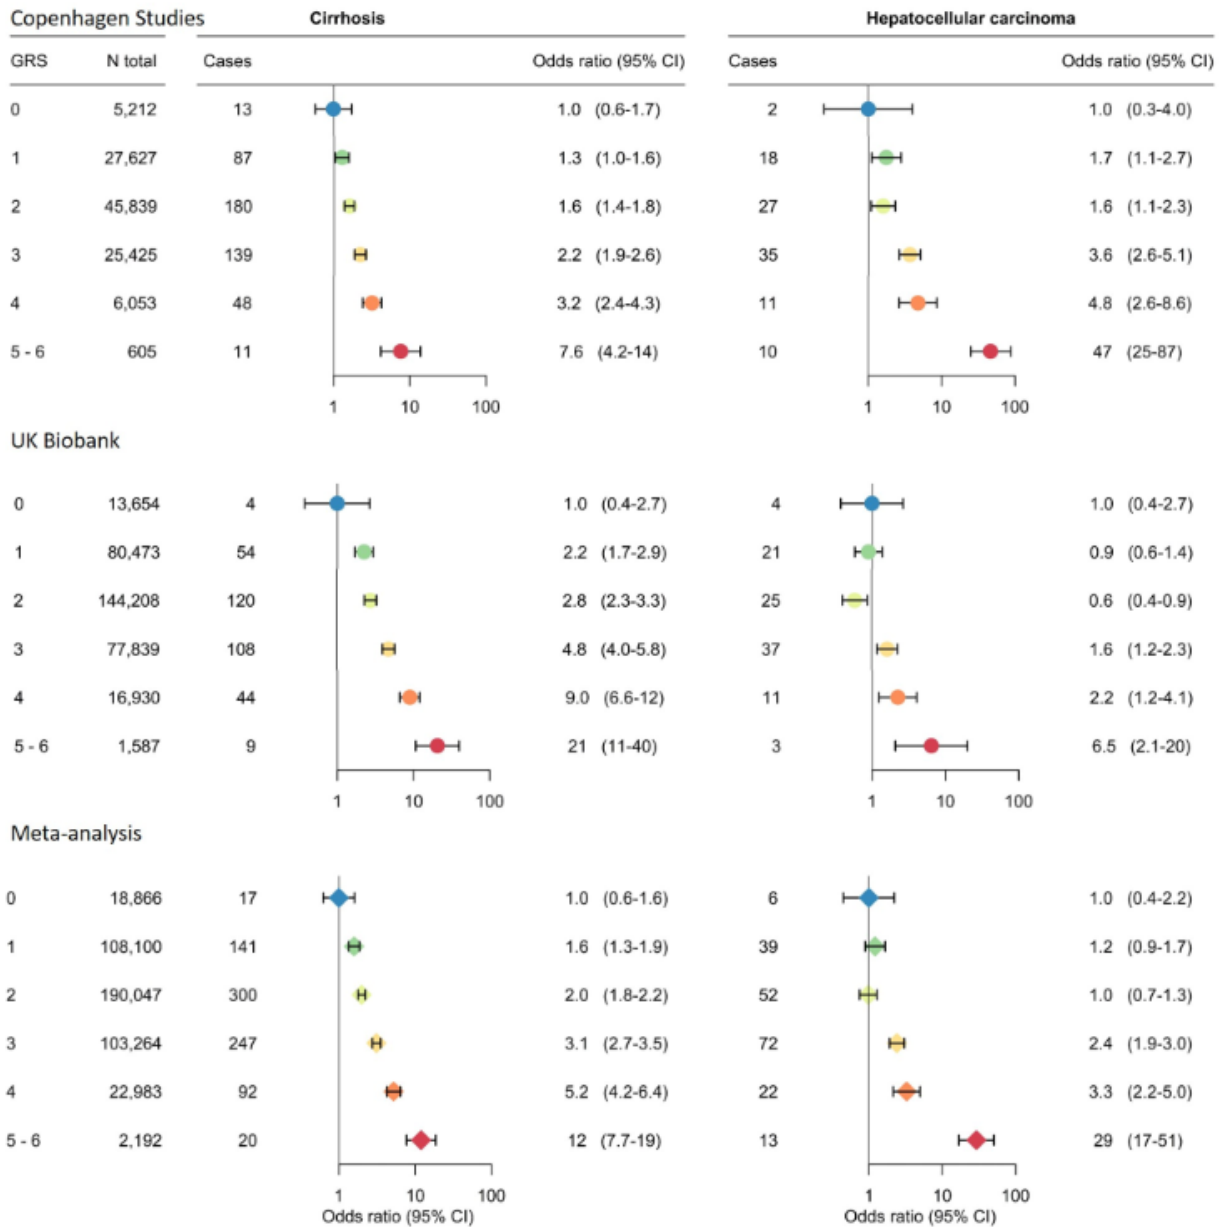 Copenhagen Studies Cirrhosis Hepatocellular carcinoma
GRS N total Cases Odds ratio (95% CI) Cases Odds ratio (95% CI)
0 5,212 13 1.0 (0.6-1.7) 2 1.0 (0.3-4.0)
1 27,627 87 1.3 (1.0-1.6) 18 1.7 (1.1-2.7)
2 45,839 180 1.6 (1.4-1.8) 27 1.6 (1.1-2.3)
3 25,425 139 2.2 (1.9-2.6) 35 3.6 (2.6-5.1)
4 6,053 48 3.2 (2.4-4.3) 11 4.8 (2.6-8.6)
5 - 6 605 11 7.6 (4.2-14) 10 47 (25-87)
1 10 100 1 10 100
UK Biobank
0 13,654 4 1.0 (0.4-2.7) 4 1.0 (0.4-2.7)
1 80,473 54 2.2 (1.7-2.9) 21 0.9 (0.6-1.4)
2 144,208 120 2.8 (2.3-3.3) 25 0.6 (0.4-0.9)
3 77,839 108 4.8 (4.0-5.8) 37 1.6 (1.2-2.3)
4 16,930 44 9.0 (6.6-12) 11 2.2 (1.2-4.1)
5 - 6 1,587 9 21 (11-40) 3 6.5 (2.1-20)
1 10 100 1 10 100
Meta-analysis
0 18,866 17 1.0 (0.6-1.6) 6 1.0 (0.4-2.2)
1 108,100 141 1.6 (1.3-1.9) 39 1.2 (0.9-1.7)
2 190,047 300 2.0 (1.8-2.2) 52 1.0 (0.7-1.3)
3 103,264 247 3.1 (2.7-3.5) 72 2.4 (1.9-3.0)
4 22,983 92 5.2 (4.2-6.4) 22 3.3 (2.2-5.0)
5 - 6 2,192 20 12 (7.7-19) 13 29 (17-51)
1 10 100 1 10 100
Odds ratio (95% CI) Odds ratio (95% CI)